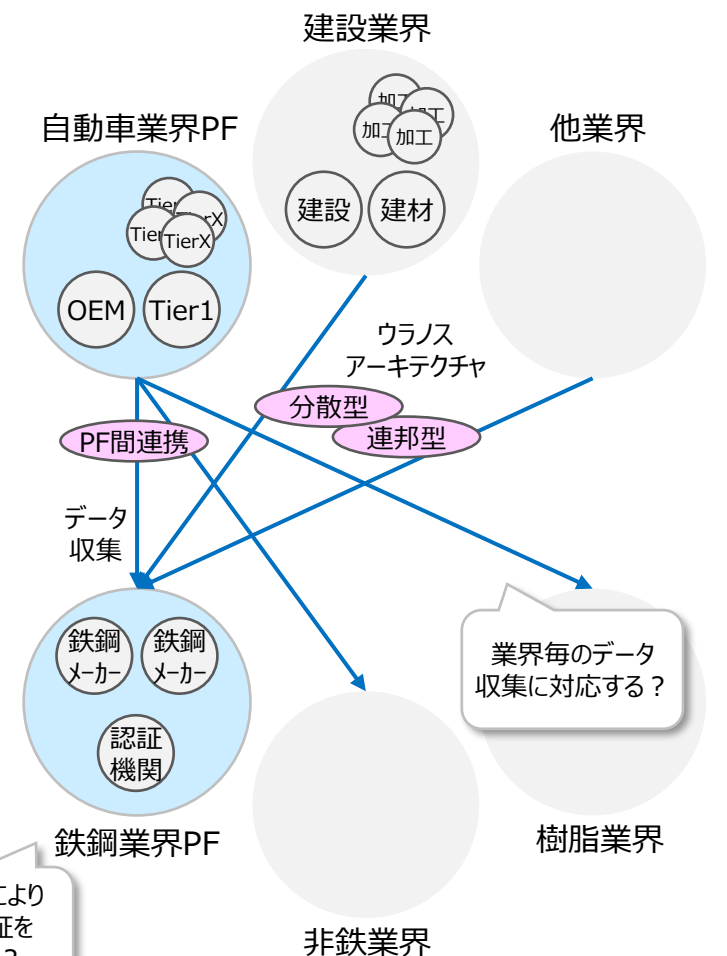 建設業界
自動車業界PF
他業界
加工
加工
加工
加工
建設
建材
TierX
TierX
TierX
OEM
Tier1
ウラノス
アーキテクチャ
分散型
連邦型
PF間連携
データ
収集
鉄鋼
メーカー
鉄鋼
メーカー
認証
機関
業界毎のデータ
収集に対応する？
鉄鋼業界PF
樹脂業界
により
証を
？
非鉄業界